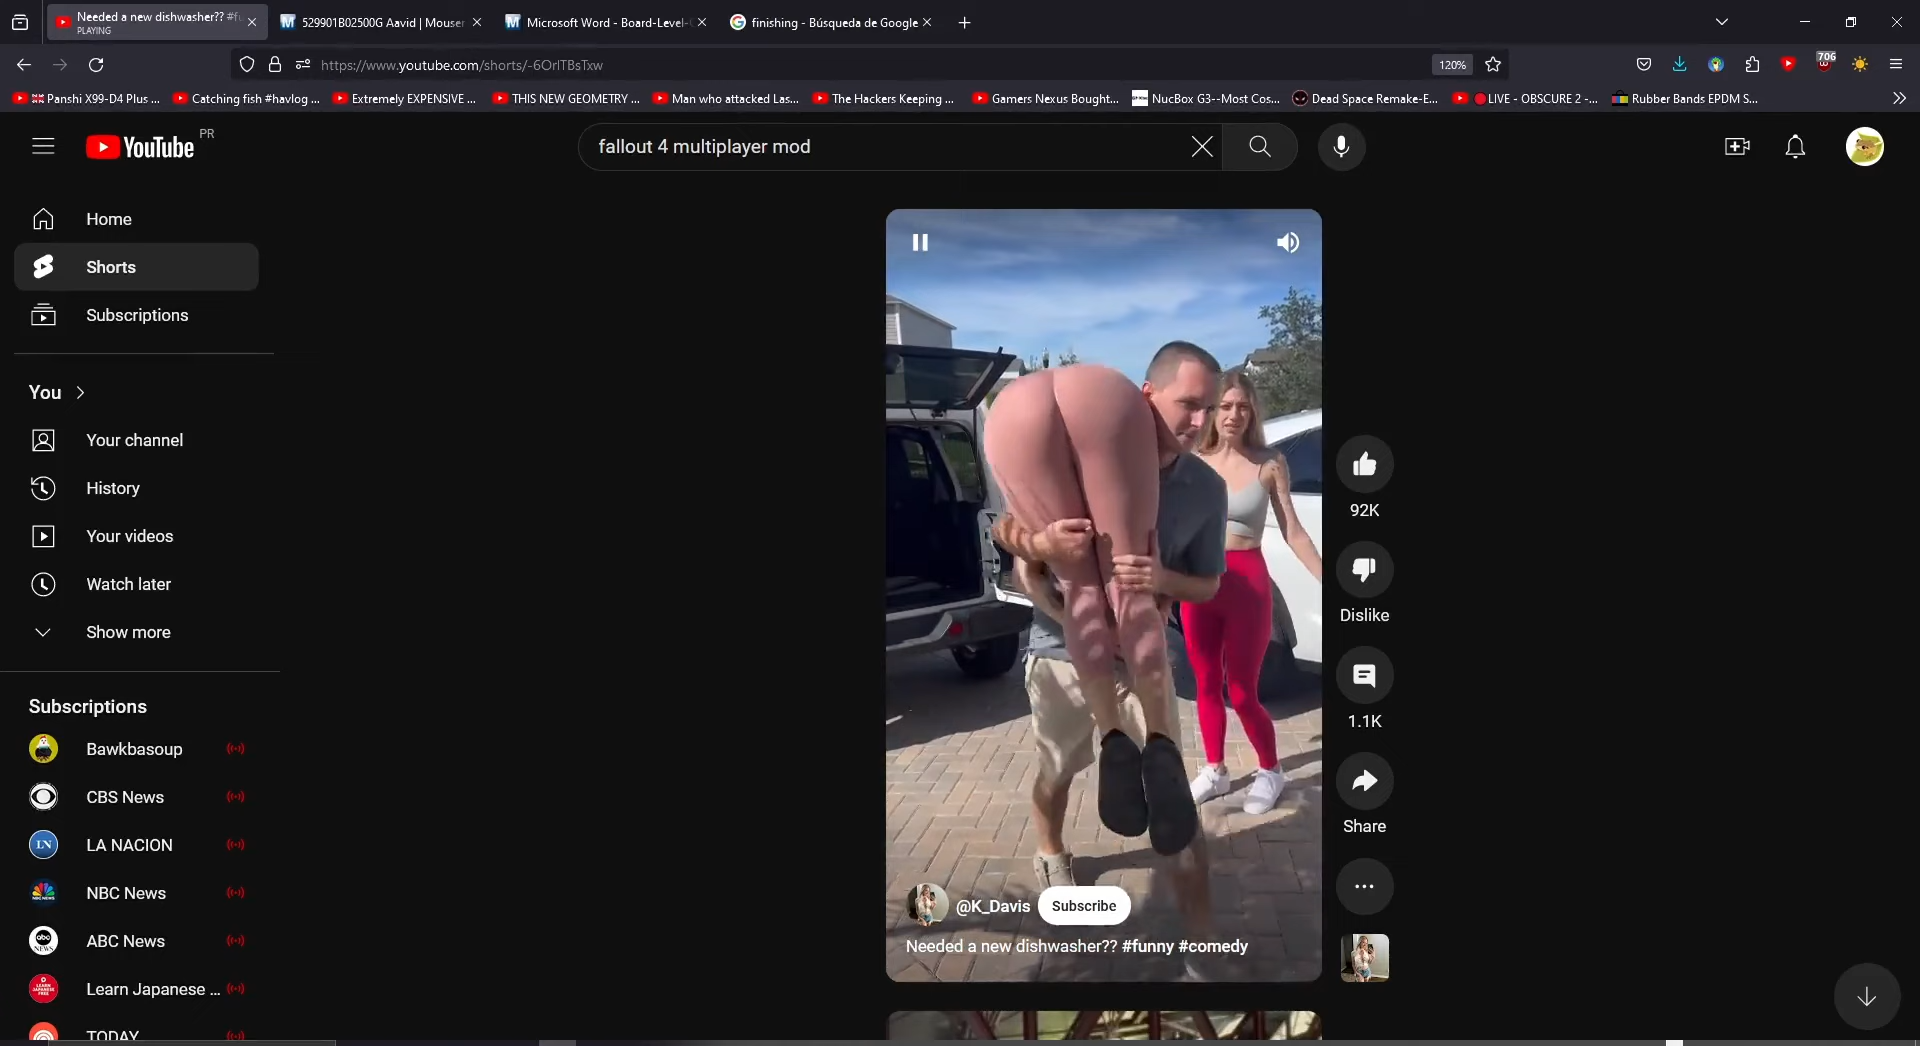 Needed a new dishwasher?? #fu
PLAYING
529901B02500G Aavid | Mouser
Microsoft Word - Board-Level-
finishing - Búsqueda de Google
https://www.youtube.com/shorts/-6OrITBsTxw
120%
706
Panshi X99-D4 Plus ...
Catching fish #havlog ...
Extremely EXPENSIVE ...
THIS NEW GEOMETRY ...
Man who attacked Las...
The Hackers Keeping ...
Gamers Nexus Bought...
NucBox G3--Most Cos...
Dead Space Remake-E...
LIVE - OBSCURE 2 -...
Rubber Bands EPDM S...
YouTube PR
fallout 4 multiplayer mod
Home
Shorts
Subscriptions
You
Your channel
History
Your videos
Watch later
Show more
Subscriptions
Bawkbasoup
CBS News
LA NACION
NBC News
ABC News
Learn Japanese ...
TODAY
92K
Dislike
1.1K
Share
@K_Davis Subscribe
Needed a new dishwasher?? #funny #comedy